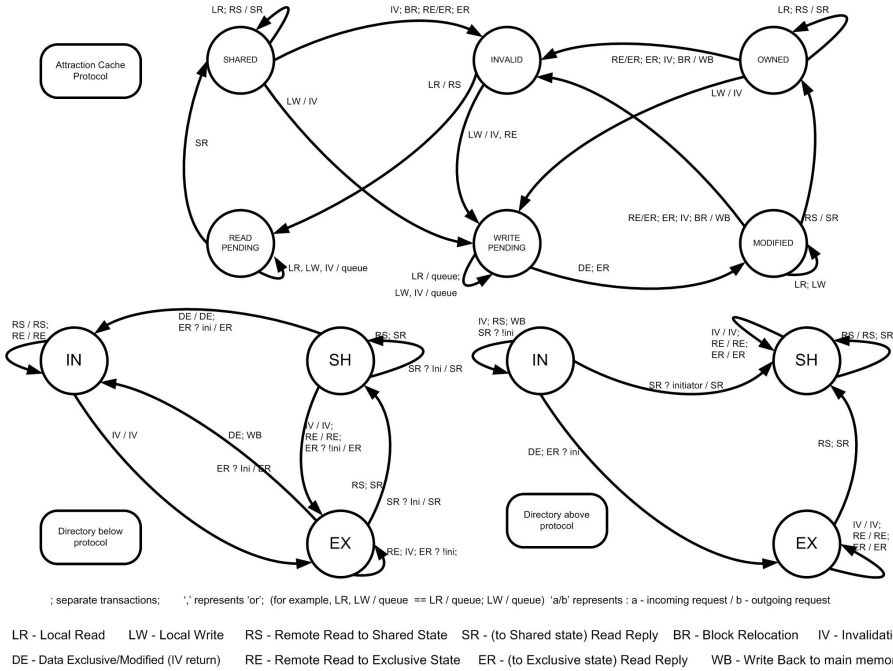 LR; RS / SR
IV; BR; RE/ER; ER
LR; RS / SR
Attraction Cache
Protocol
SHARED
INVALID
RE/ER; ER; IV; BR / WB
OWNED
LR / RS
LW / IV
LW / IV
SR
LW / IV, RE
READ
PENDING
WRITE
PENDING
RE/ER; ER; IV; BR / WB
MODIFIED
RS / SR
LR, LW, IV / queue
LR / queue;
LW, IV / queue
DE; ER
LR; LW
RS / RS;
RE / RE
DE / DE;
ER ? ini / ER
IN
SH
RS; SR
SR ? Ini / SR
IV / IV
DE; WB
ER ? Ini / ER
IV / IV;
RE / RE;
ER ? !ini / ER
RS; SR
SR ? Ini / SR
Directory below
protocol
EX
RE; IV; ER ? !ini;
IV; RS; WB
SR ? !ini
IN
IV / IV;
RE / RE;
ER / ER
SH
RS / RS; SR
SR ? initiator / SR
DE; ER ? ini
RS; SR
Directory above
protocol
EX
IV / IV;
RE / RE;
ER / ER
; separate transactions; ‘,’ represents ‘or’; (for example, LR, LW / queue == LR / queue; LW / queue) ‘a/b’ represents : a - incoming request / b - outgoing request
LR - Local Read LW - Local Write RS - Remote Read to Shared State SR - (to Shared state) Read Reply BR - Block Relocation IV - Invalidati
DE - Data Exclusive/Modified (IV return) RE - Remote Read to Exclusive State ER - (to Exclusive state) Read Reply WB - Write Back to main memo